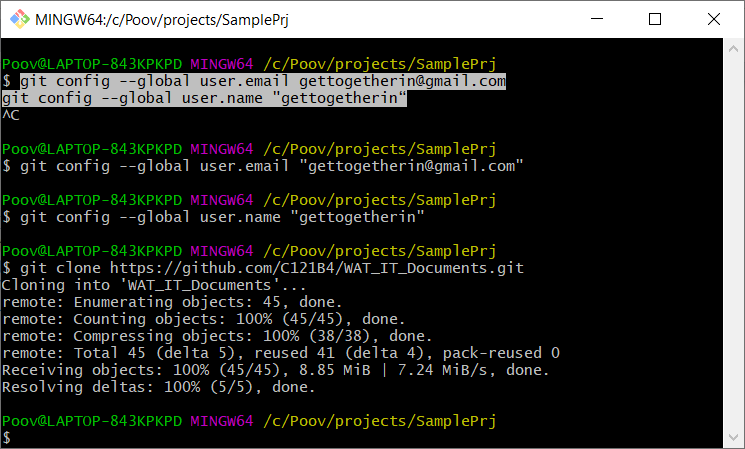 MINGW64:/c/Poov/projects/SamplePrj
Poov@LAPTOP-843KPKPD MINGW64 /c/Poov/projects/SamplePrj
$ git config --global user.email gettogetherin@gmail.com
git config --global user.name "gettogetherin“
^C
Poov@LAPTOP-843KPKPD MINGW64 /c/Poov/projects/SamplePrj
$ git config --global user.email "gettogetherin@gmail.com"
Poov@LAPTOP-843KPKPD MINGW64 /c/Poov/projects/SamplePrj
$ git config --global user.name "gettogetherin"
Poov@LAPTOP-843KPKPD MINGW64 /c/Poov/projects/SamplePrj
$ git clone https://github.com/C121B4/WAT_IT_Documents.git
Cloning into 'WAT_IT_Documents'...
remote: Enumerating objects: 45, done.
remote: Counting objects: 100% (45/45), done.
remote: Compressing objects: 100% (38/38), done.
remote: Total 45 (delta 5), reused 41 (delta 4), pack-reused 0
Receiving objects: 100% (45/45), 8.85 MiB | 7.24 MiB/s, done.
Resolving deltas: 100% (5/5), done.
Poov@LAPTOP-843KPKPD MINGW64 /c/Poov/projects/SamplePrj
$